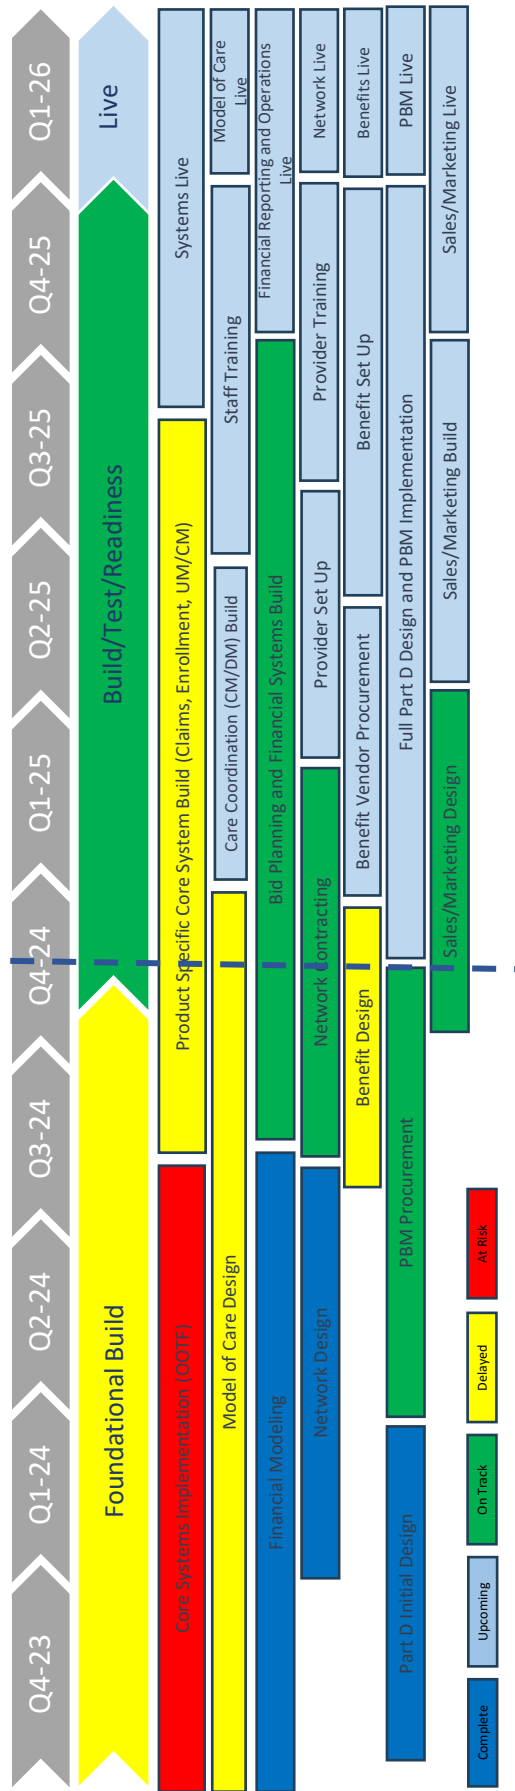 Q4-23
Q1-24
Q2-24
Q3-24
Q4-24
Q1-25
Q2-25
Q3-25
Q4-25
Q1-26
Foundational Build
Build/Test/Readiness
Live
Core Systems Implementation (OOTF)
Product Specific Core System Build (Claims, Enrollment, UM/CM)
Systems Live
Model of Care Design
Care Coordination (CM/DM) Build
Staff Training
Model of Care
Live
Financial Modeling
Bid Planning and Financial Systems Build
Financial Reporting and Operations
Live
Network Design
Network Contracting
Provider Set Up
Provider Training
Network Live
Benefit Design
Benefit Vendor Procurement
Benefit Set Up
Benefits Live
Part D Initial Design
PBM Procurement
Full Part D Design and PBM Implementation
PBM Live
Sales/Marketing Design
Sales/Marketing Build
Sales/Marketing Live
Complete
Upcoming
On Track
Delayed
At Risk